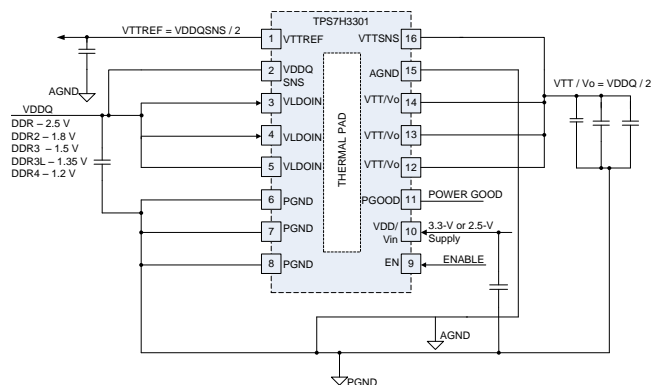 TPS7H3301
VTTREF = VDDQSNS / 2
1
VTTREF
VTTSNS
16
AGND
2
VDDQ
SNS
AGND
15
VTT / Vo = VDDQ / 2
VDDQ
DDR – 2.5 V
DDR2 – 1.8 V
DDR3 – 1.5 V
DDR3L – 1.35 V
DDR4 – 1.2 V
3
VLDOIN
VTT/Vo
14
4
VLDOIN
VTT/Vo
13
5
VLDOIN
VTT/Vo
12
THERMAL PAD
6
PGND
PGOOD
11
POWER GOOD
7
PGND
VDD/
Vin
10
3.3-V or 2.5-V
Supply
8
PGND
EN
9
ENABLE
AGND
PGND